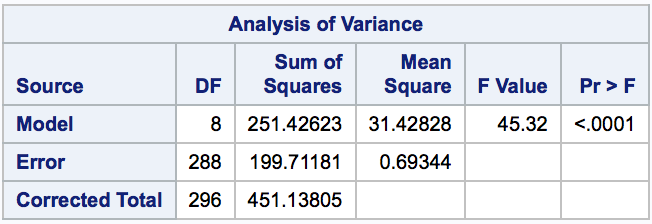 Analysis of Variance
Source DF Sum of Squares Mean Square F Value Pr > F
Model 8 251.42623 31.42828 45.32 <.0001
Error 288 199.71181 0.69344
Corrected Total 296 451.13805